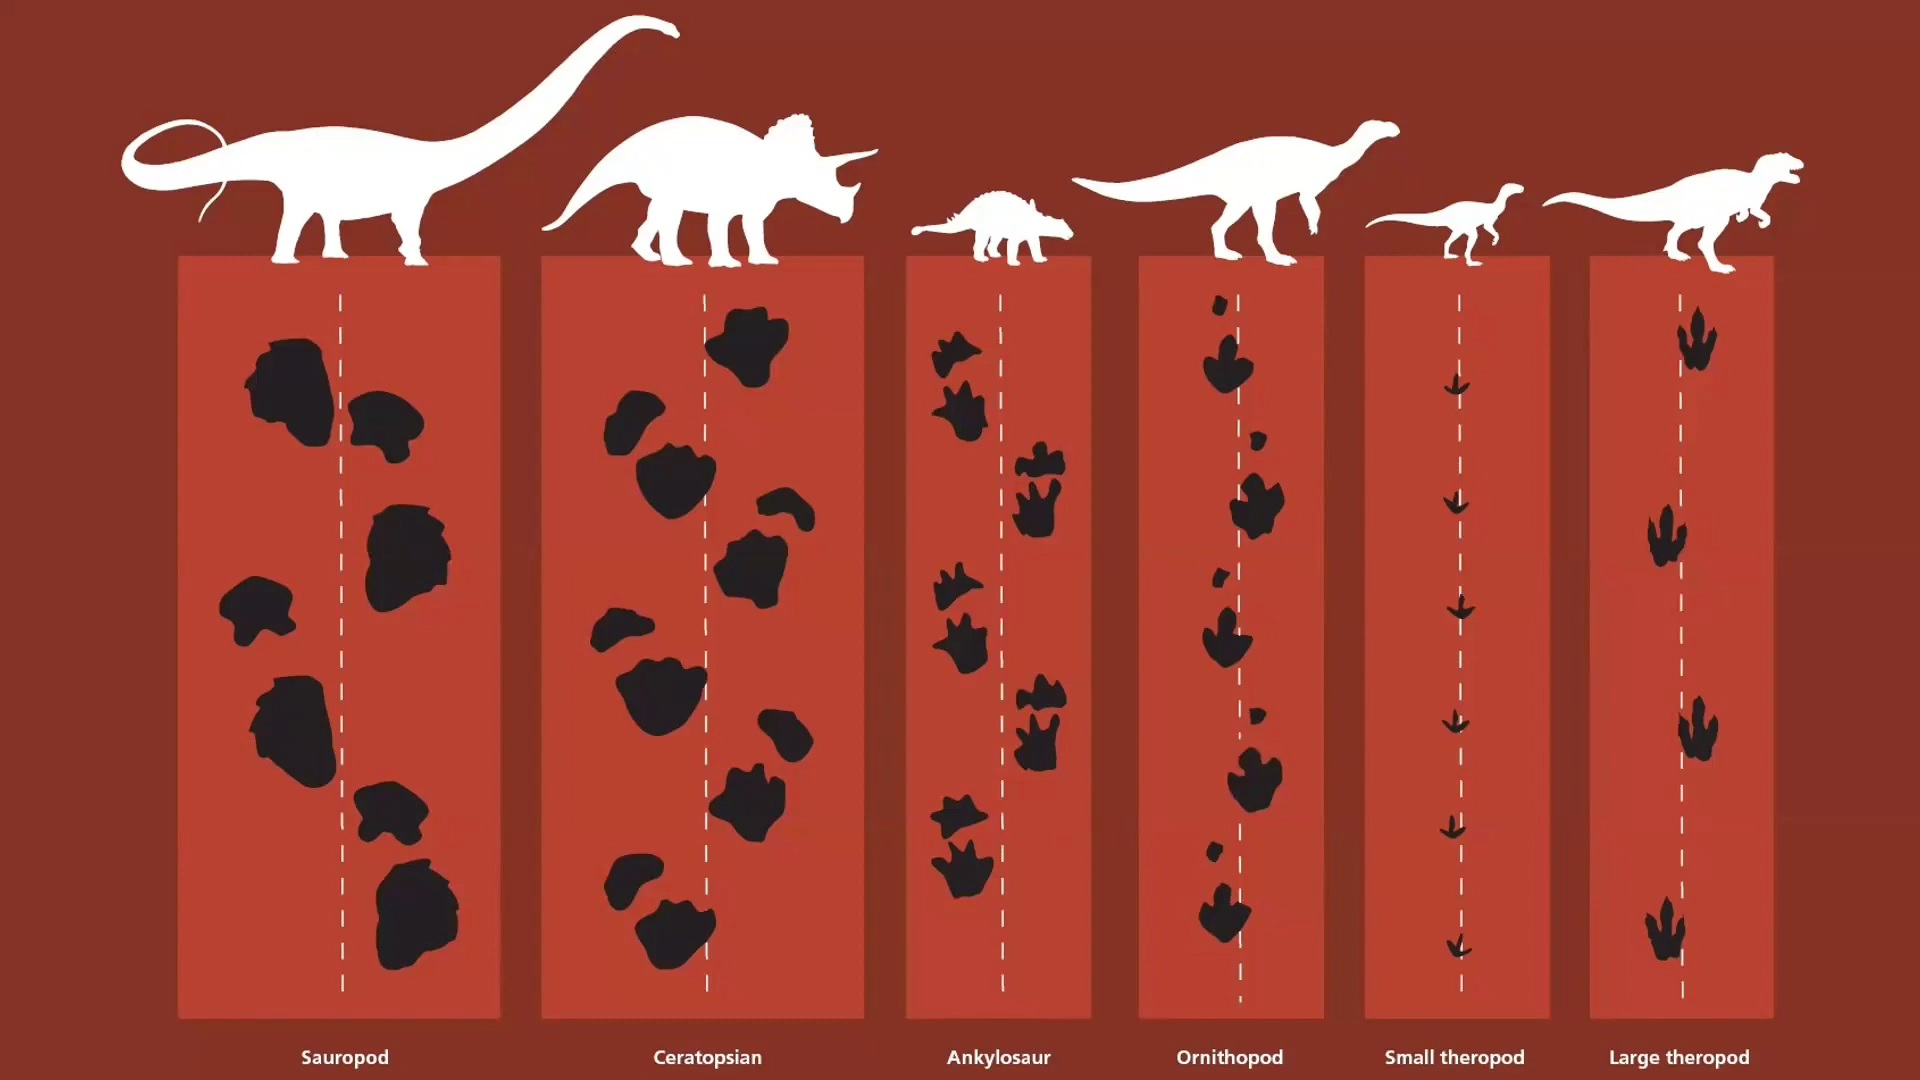 Sauropod
Ceratopsian
Ankylosaur
Ornithopod
Small theropod
Large theropod